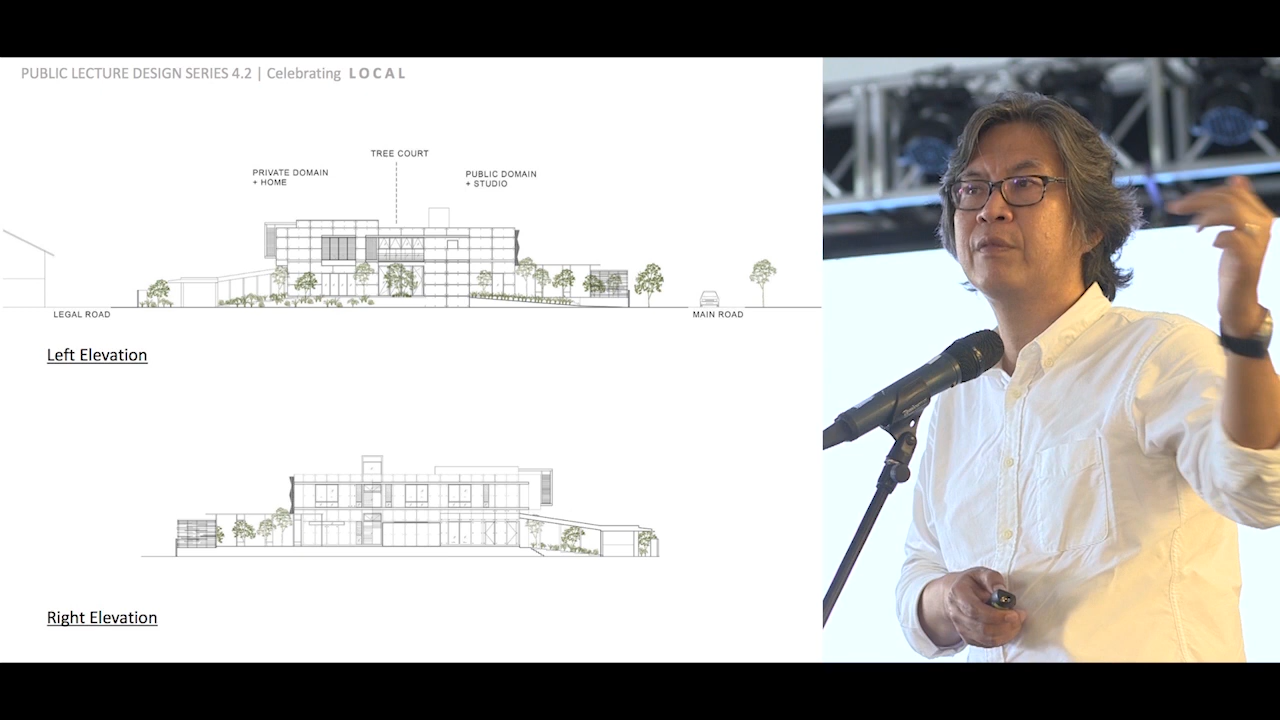 PUBLIC LECTURE DESIGN SERIES 4.2 | Celebrating LOCAL
TREE COURT
PRIVATE DOMAIN
+ HOME
PUBLIC DOMAIN
+ STUDIO
LEGAL ROAD
MAIN ROAD
Left Elevation
Right Elevation